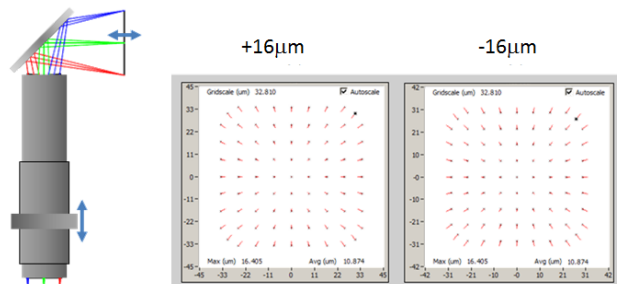 +16μm
-16μm
Gridscale (um) 32.810
Autoscale
45
33
22
11
-0
-11
-22
-33
-45
-45 -33 -22 -11 0 11 22 33 45
Max (um) 16.405
Avg (um) 10.874
Gridscale (um) 32.810
Autoscale
42
31
21
10
-0
-10
-21
-31
-42
-42 -31 -21 -10 0 10 21 31 42
Max (um) 16.405
Avg (um) 10.874